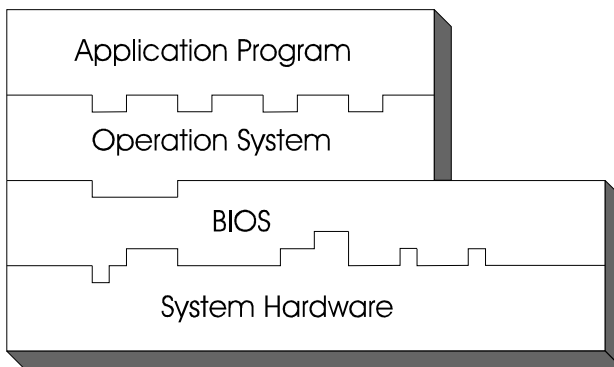 Application Program
Operation System
BIOS
System Hardware